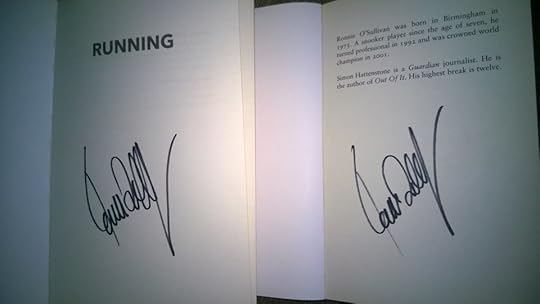 RUNNING
Ronnie O'Sullivan was born in Birmingham in
1975. A snooker player since the age of seven, he
turned professional in 1992 and was crowned world
champion in 2001.
Simon Hattenstone is a Guardian journalist. He is
the author of Out Of It. His highest break is twelve.